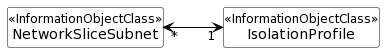 «InformationObjectClass»
NetworkSliceSubnet
* 1
«InformationObjectClass»
IsolationProfile